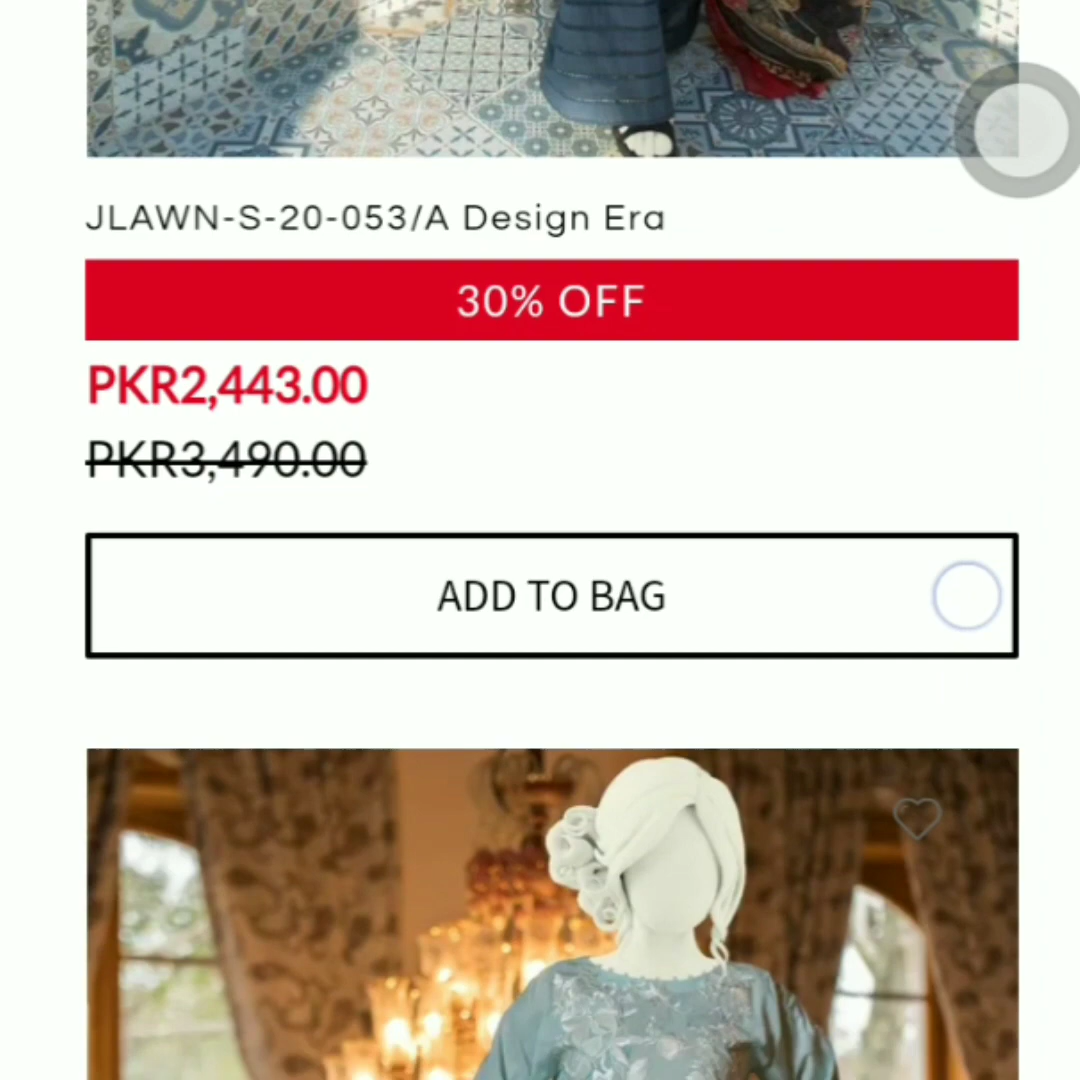 JLAWN-S-20-053/A Design Era
30% OFF
PKR2,443.00
PKR3,490.00
ADD TO BAG